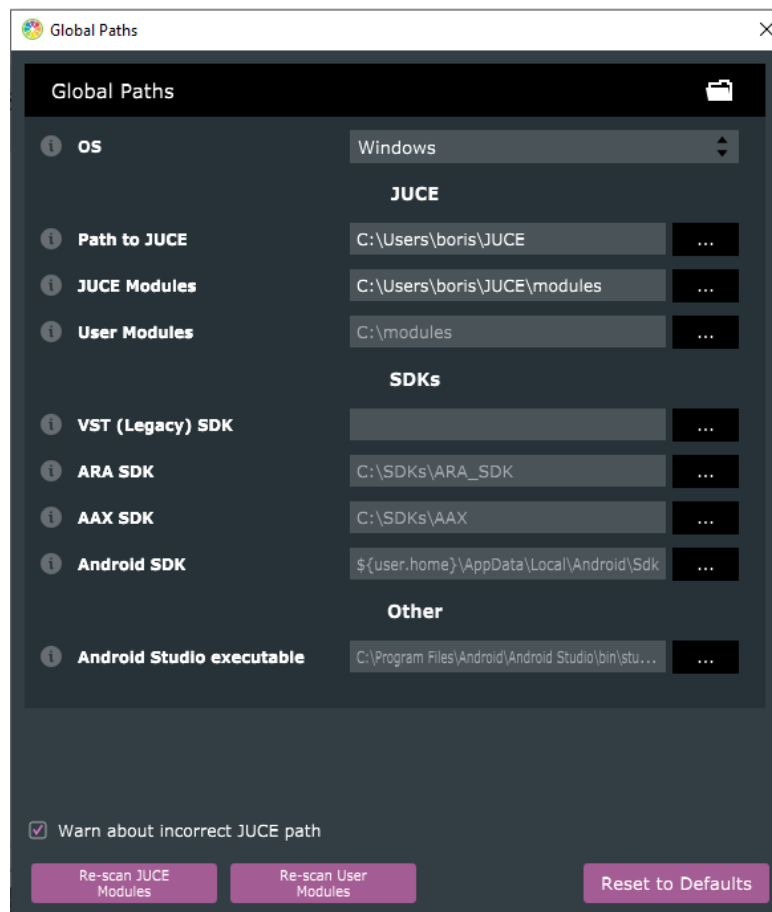 Global Paths
Global Paths
OS Windows
JUCE
Path to JUCE C:\Users\boris\JUCE ...
JUCE Modules C:\Users\boris\JUCE\modules ...
User Modules C:\modules ...
SDKs
VST (Legacy) SDK ...
ARA SDK C:\SDKs\ARA_SDK ...
AAX SDK C:\SDKs\AAX ...
Android SDK ${user.home}\AppData\Local\Android\Sdk ...
Other
Android Studio executable C:\Program Files\Android\Android Studio\bin\stu... ...
Warn about incorrect JUCE path
Re-scan JUCE
Modules
Re-scan User
Modules
Reset to Defaults